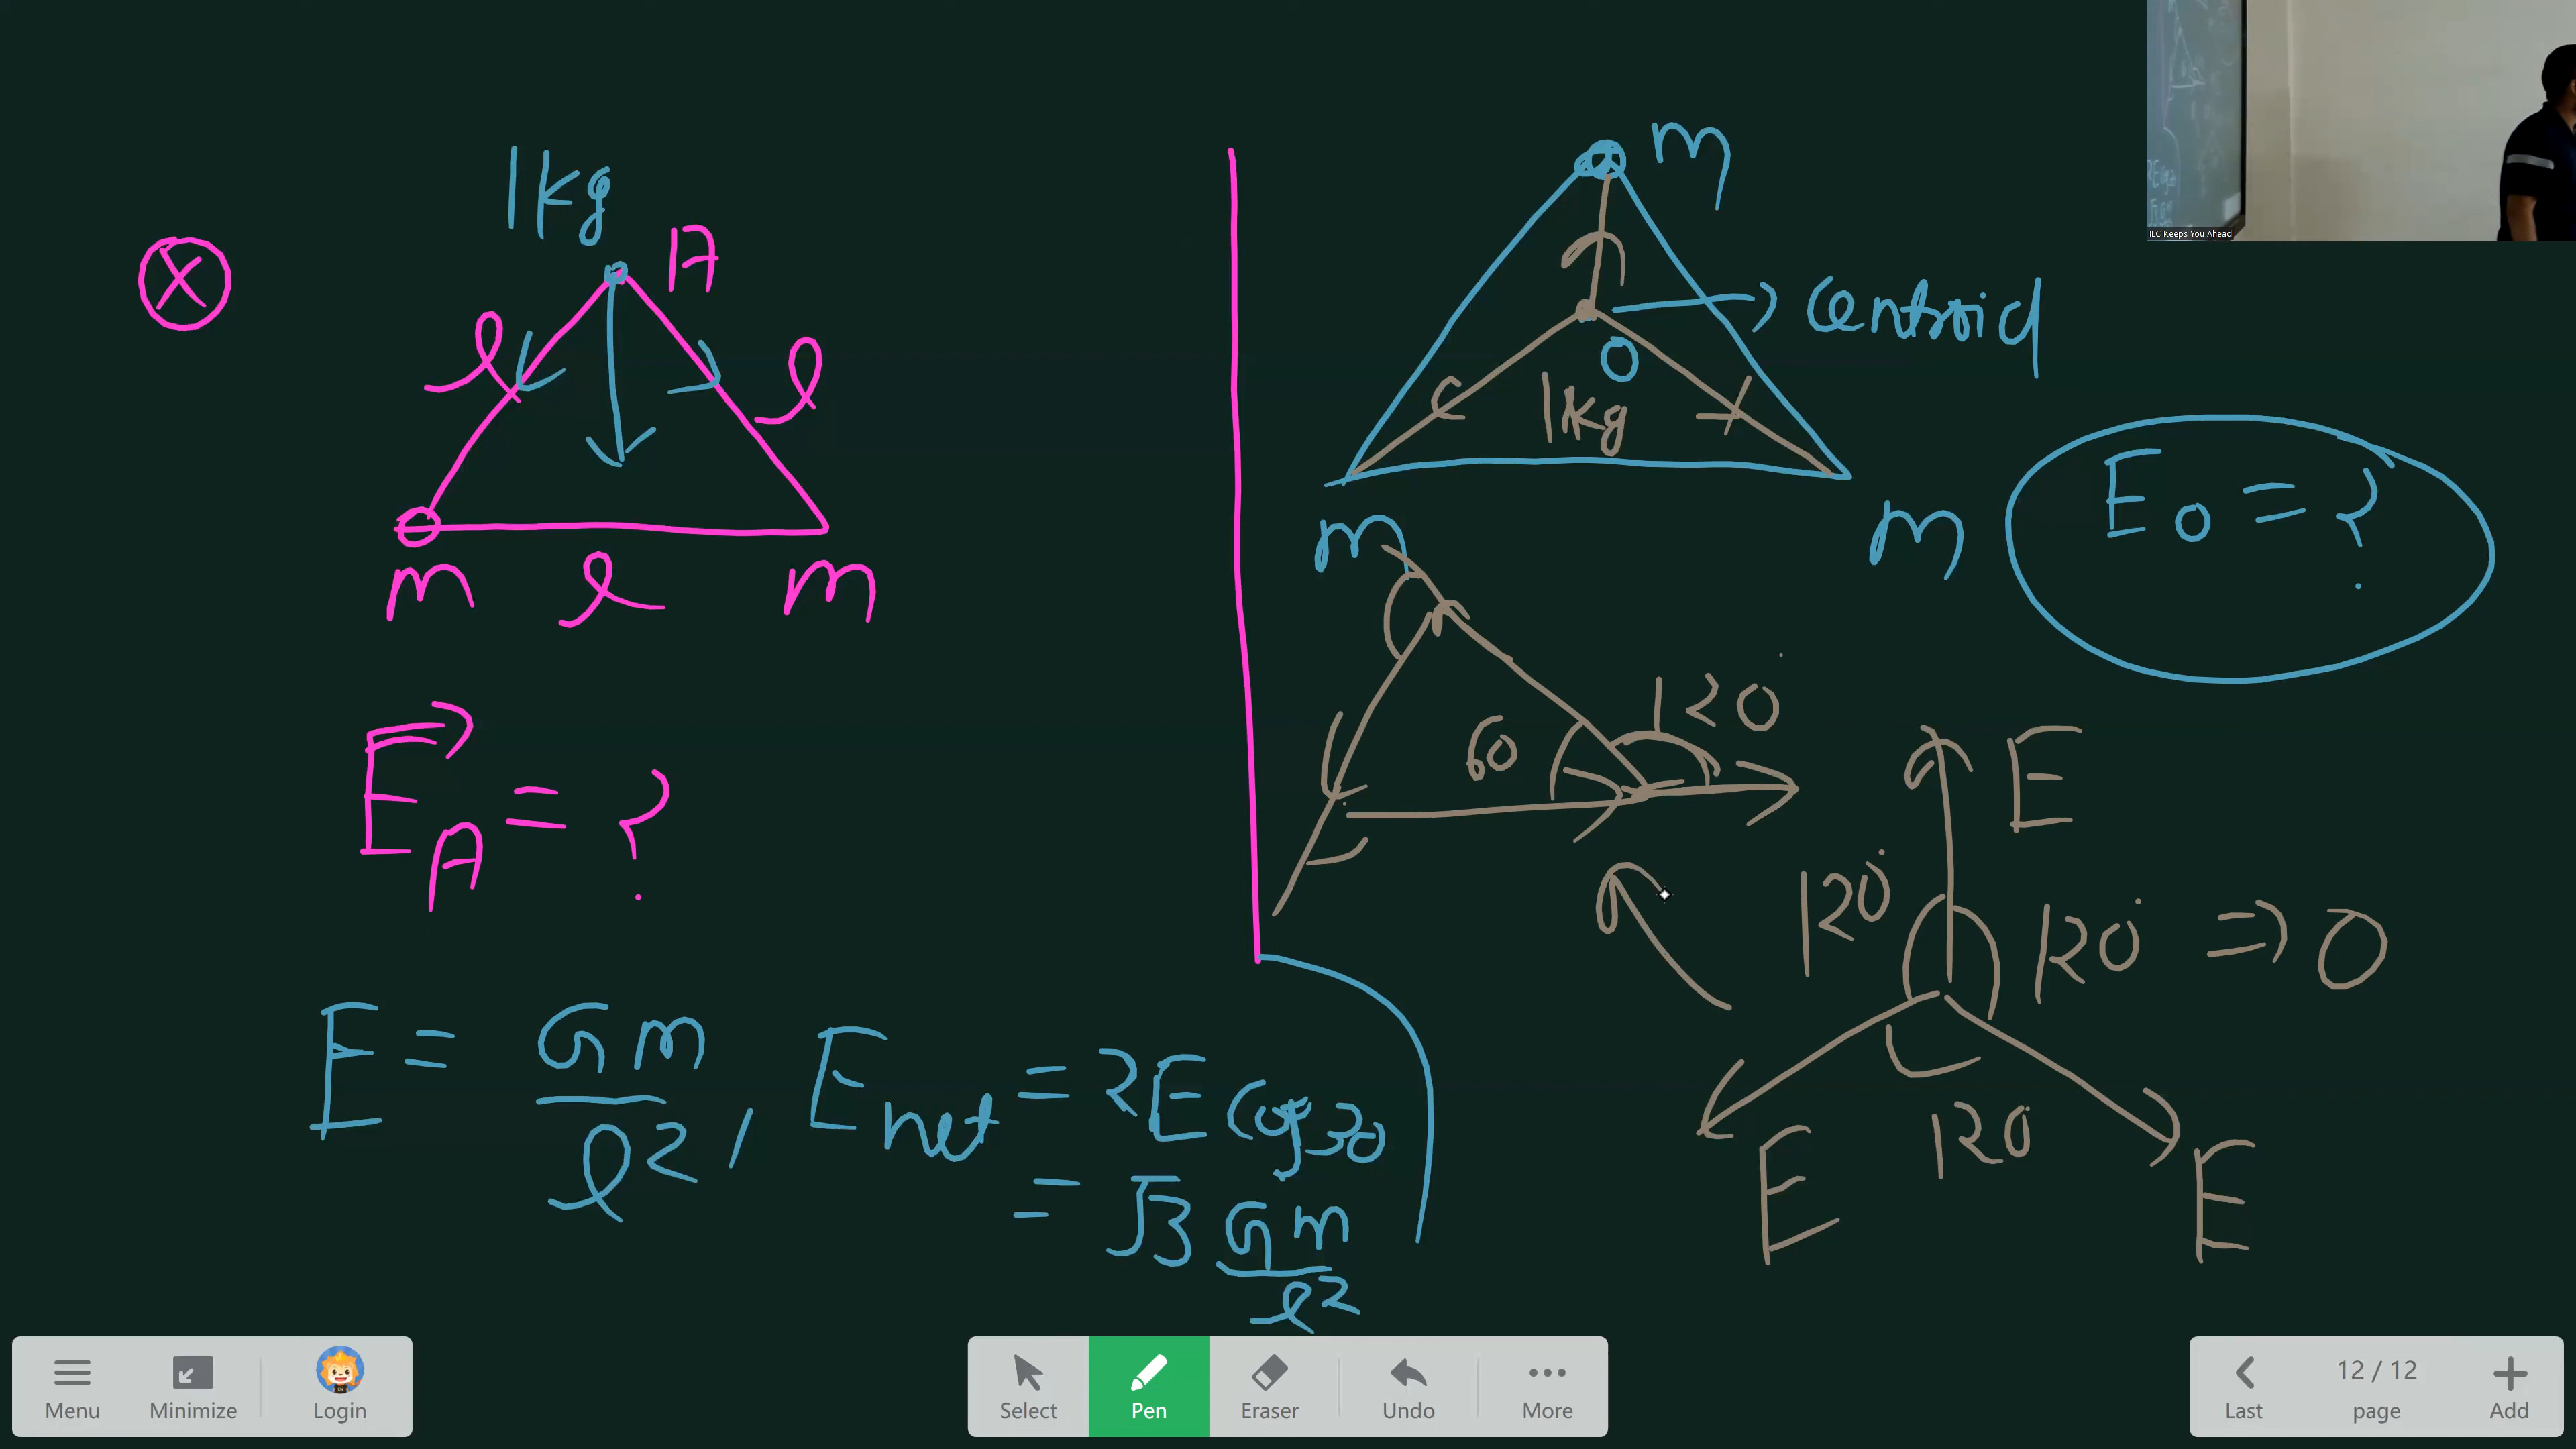 1kg
A
l
l
m
l
m
E⃗_A = ?
E = Gm/l², E_net = 2E Cos30
= √3 Gm/l²
m
centroid
O
1kg
m
m
E_O = ?
60
120°
E
120°
120° ⇒ 0
120°
E
E
ILC Keeps You Ahead
Menu
Minimize
Login
Select
Pen
Eraser
Undo
More
Last
12 / 12
page
Add